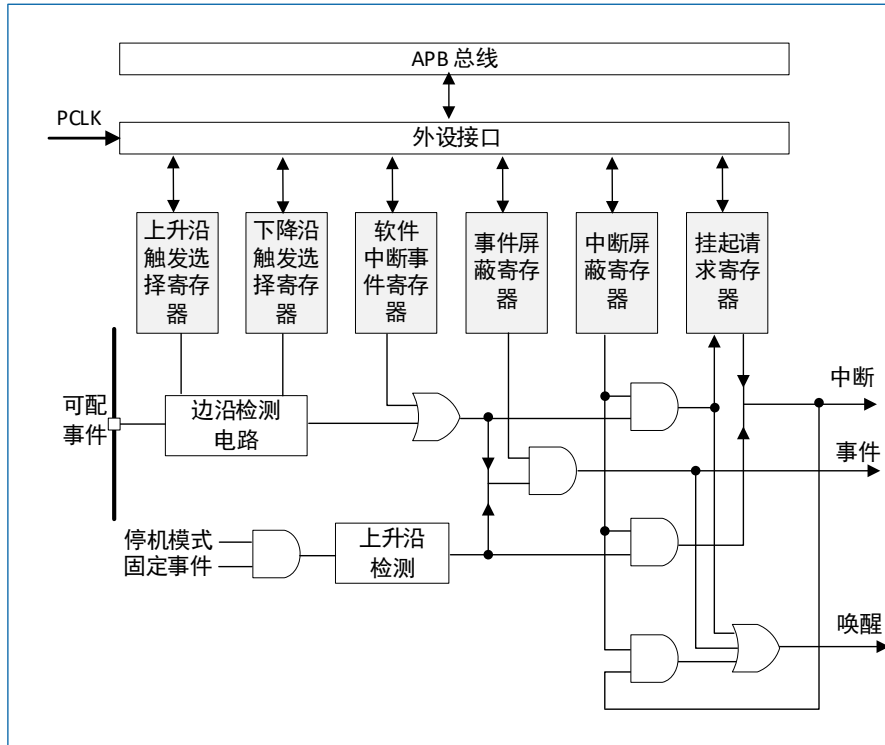 APB 总线
PCLK
外设接口
上升沿
触发选
择寄存
器
下降沿
触发选
择寄存
器
软件
中断事
件寄存
器
事件屏
蔽寄存
器
中断屏
蔽寄存
器
挂起请
求寄存
器
中断
可配
事件
边沿检测
电路
事件
停机模式
固定事件
上升沿
检测
唤醒